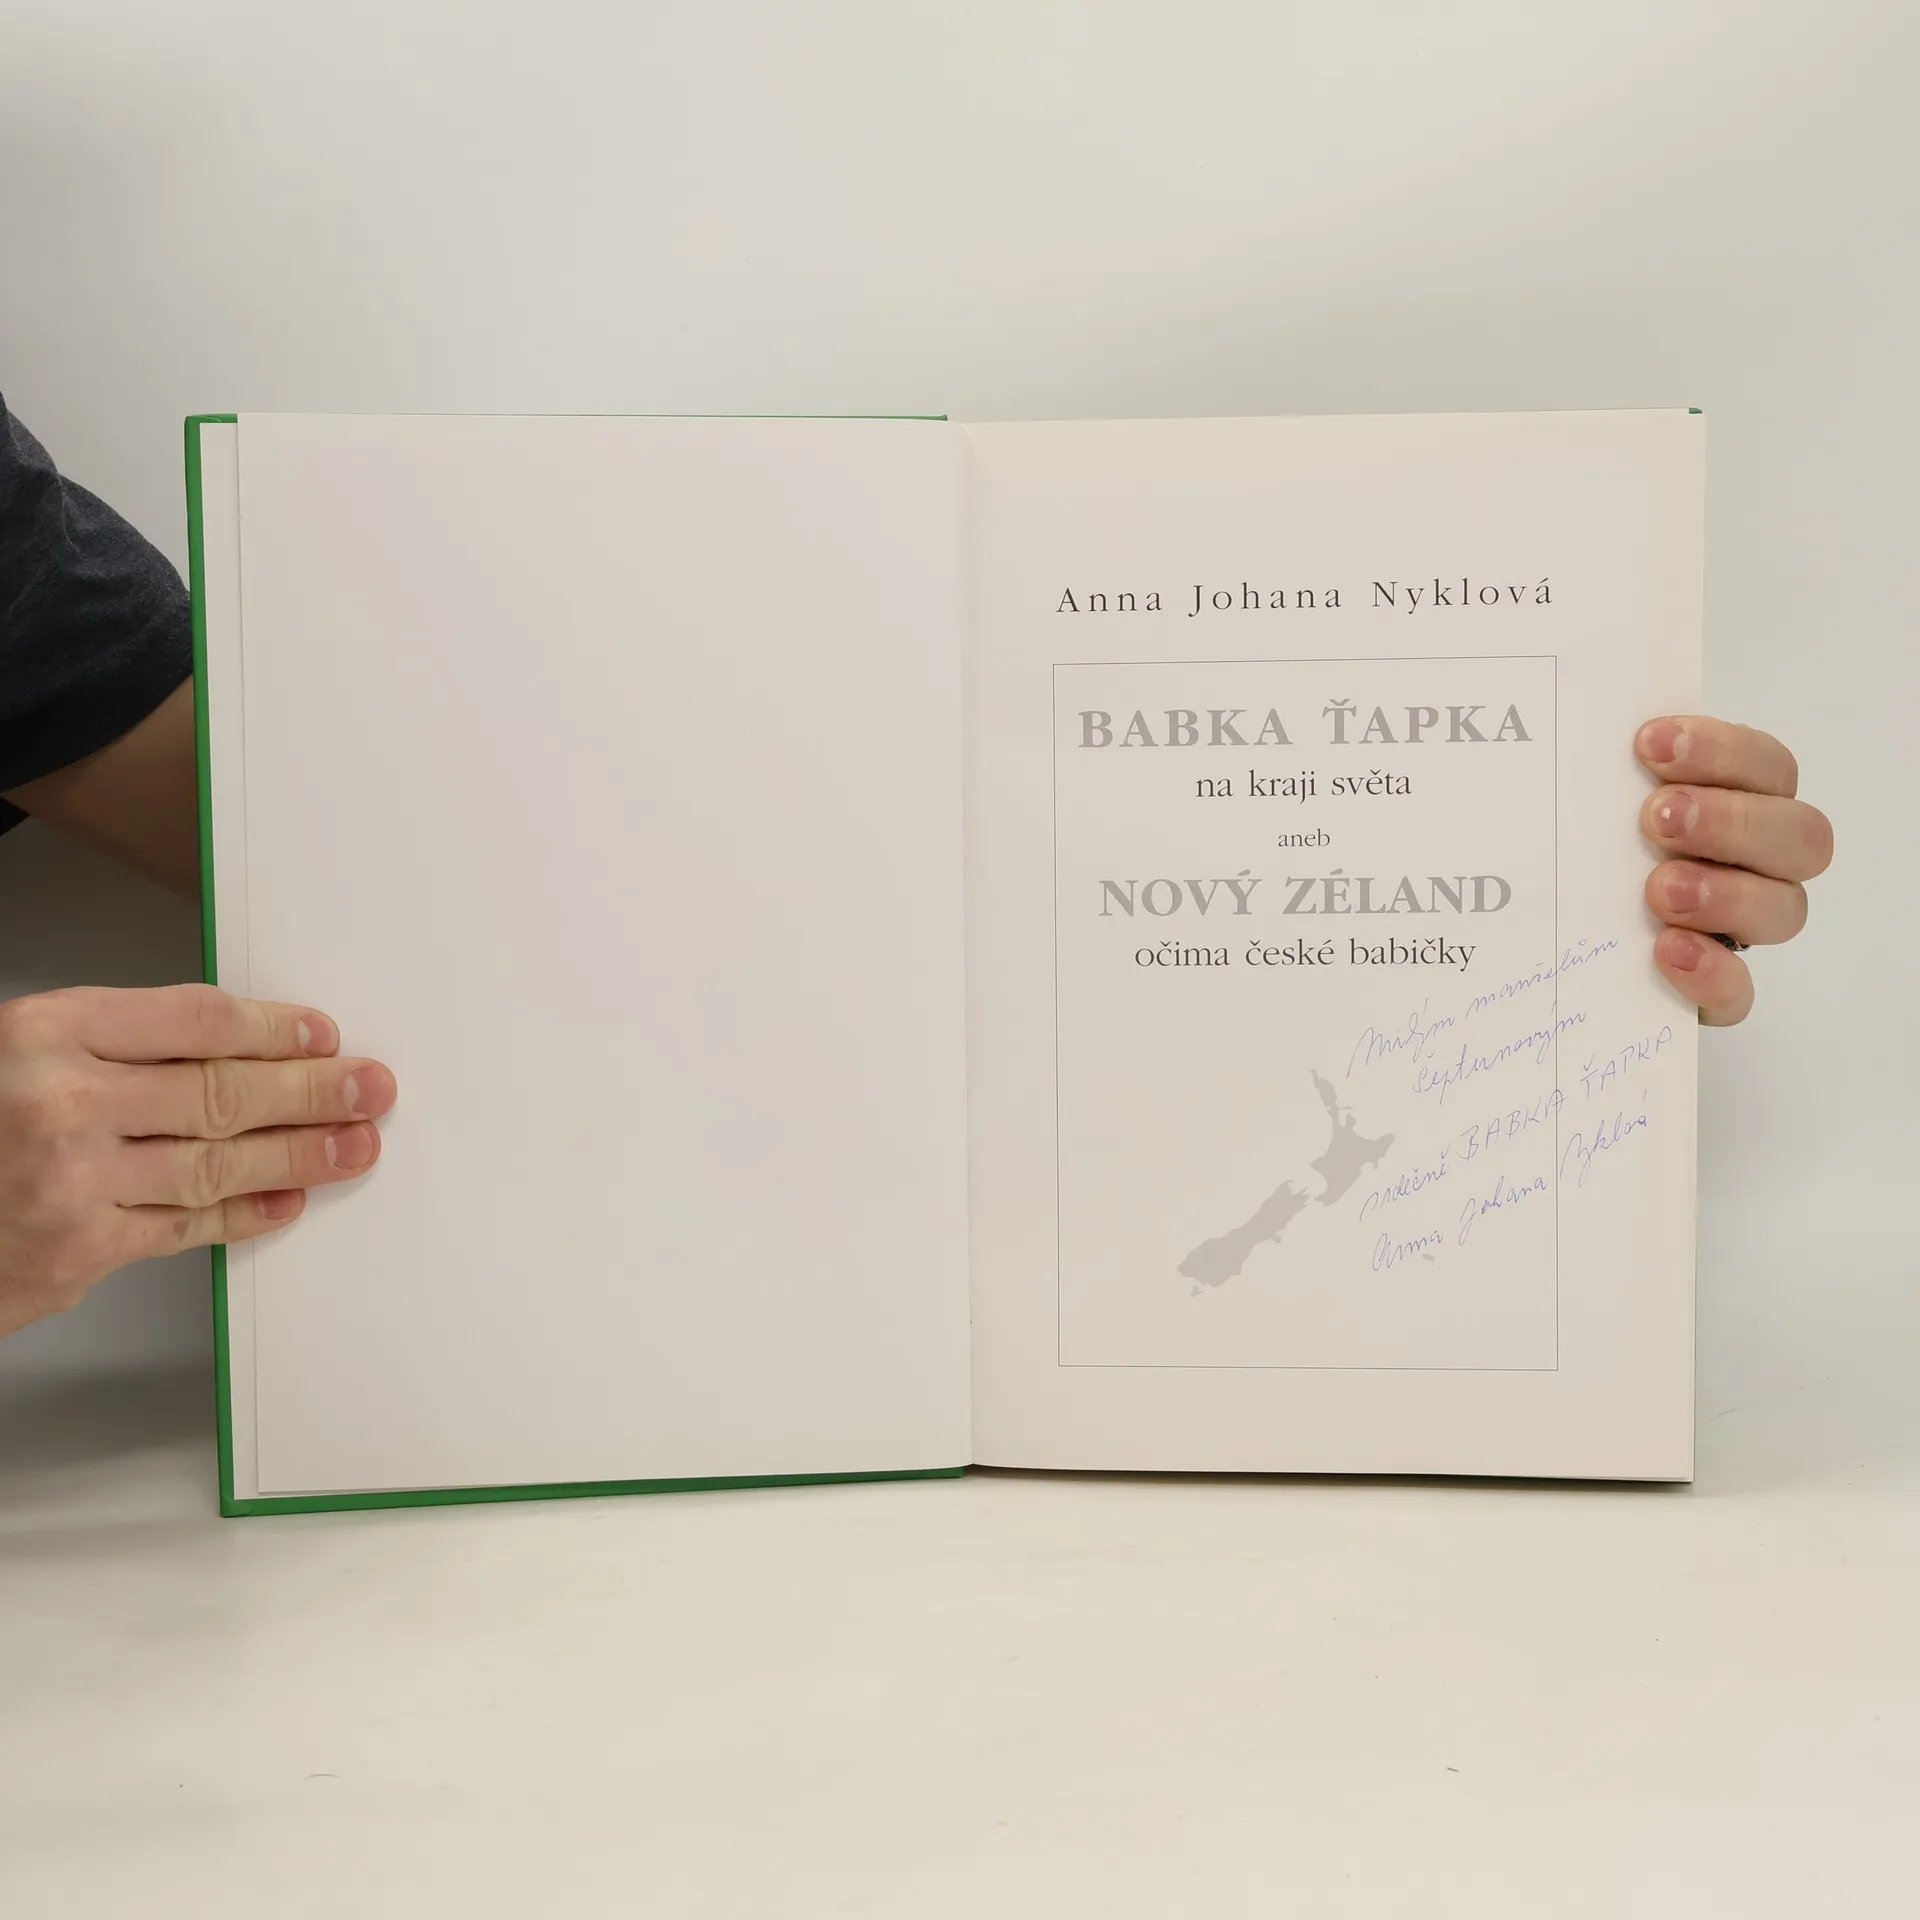 Anna Johana Nyklová
BABKA ŤAPKA
na kraji světa
aneb
NOVÝ ZÉLAND
očima české babičky
Milým manželům
srdečně BABKA ŤAPKA
Anna Johana Nyklová